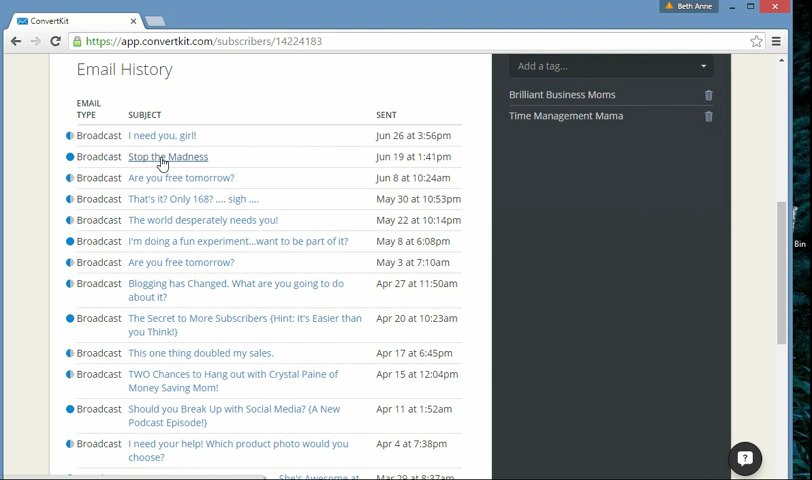 ConvertKit
Beth Anne
https://app.convertkit.com/subscribers/14224183
Email History
Add a tag...
EMAIL
TYPE SUBJECT SENT
Brilliant Business Moms
Time Management Mama
Broadcast I need you, girl! Jun 26 at 3:56pm
Broadcast Stop the Madness Jun 19 at 1:41pm
Broadcast Are you free tomorrow? Jun 8 at 10:24am
Broadcast That's it? Only 168? .... sigh .... May 30 at 10:53pm
Broadcast The world desperately needs you! May 22 at 10:14pm
Broadcast I'm doing a fun experiment...want to be part of it? May 8 at 6:08pm
Broadcast Are you free tomorrow? May 3 at 7:10am
Broadcast Blogging has Changed. What are you going to do Apr 27 at 11:50am
about it?
Broadcast The Secret to More Subscribers {Hint: It's Easier than Apr 20 at 10:23am
you Think!}
Broadcast This one thing doubled my sales. Apr 17 at 6:45pm
Broadcast TWO Chances to Hang out with Crystal Paine of Apr 15 at 12:04pm
Money Saving Mom!
Broadcast Should you Break Up with Social Media? {A New Apr 11 at 1:52am
Podcast Episode!}
Broadcast I need your help! Which product photo would you Apr 4 at 7:38pm
choose?
She's Awesome at Mar 29 at 8:37am
Bin